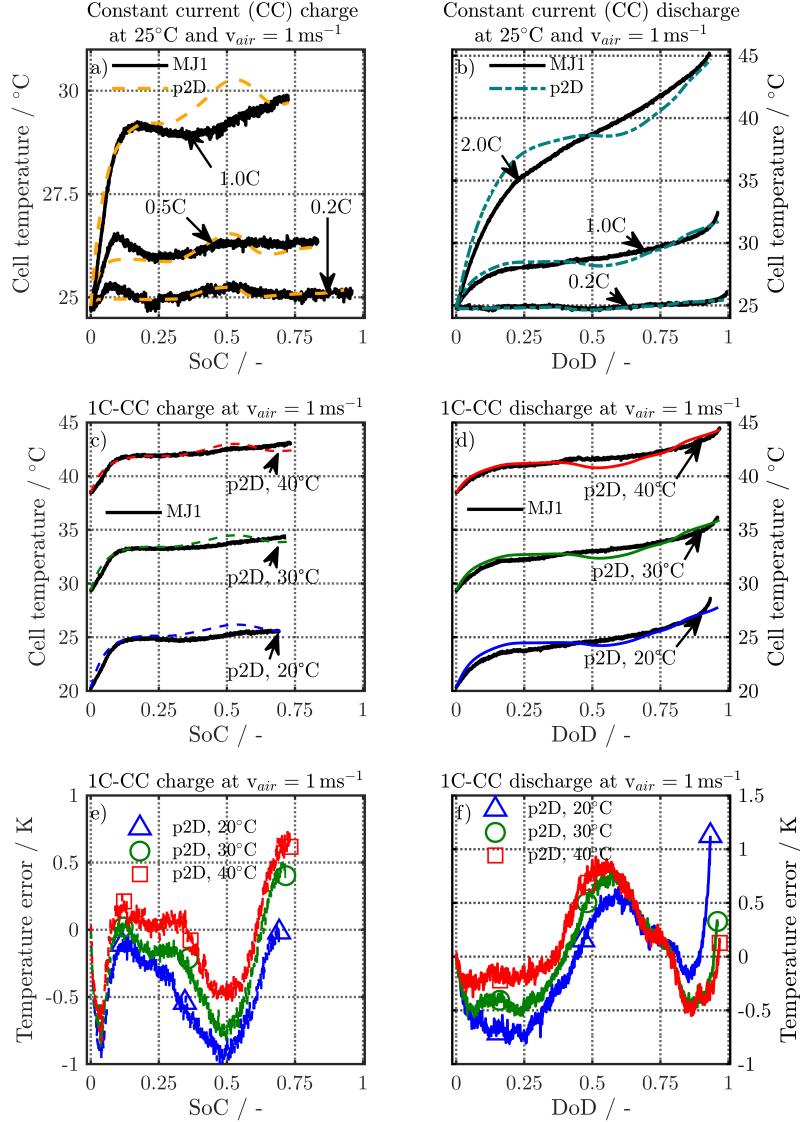 Constant current (CC) charge
at 25°C and v_air = 1 ms⁻¹
Constant current (CC) discharge
at 25°C and v_air = 1 ms⁻¹
a)
MJ1
p2D
1.0C
0.5C
0.2C
30
27.5
25
Cell temperature / °C
0
0.25
0.5
0.75
1
SoC / -
b)
MJ1
p2D
2.0C
1.0C
0.2C
45
40
35
30
25
Cell temperature / °C
0
0.25
0.5
0.75
1
DoD / -
1C-CC charge at v_air = 1 ms⁻¹
1C-CC discharge at v_air = 1 ms⁻¹
c)
p2D, 40°C
MJ1
p2D, 30°C
p2D, 20°C
45
40
35
30
25
20
Cell temperature / °C
0
0.25
0.5
0.75
1
SoC / -
d)
p2D, 40°C
MJ1
p2D, 30°C
p2D, 20°C
45
40
35
30
25
20
Cell temperature / °C
0
0.25
0.5
0.75
1
DoD / -
1C-CC charge at v_air = 1 ms⁻¹
1C-CC discharge at v_air = 1 ms⁻¹
e)
p2D, 20°C
p2D, 30°C
p2D, 40°C
1
0.5
0
-0.5
-1
Temperature error / K
0
0.25
0.5
0.75
1
SoC / -
f)
p2D, 20°C
p2D, 30°C
p2D, 40°C
1.5
1
0.5
0
-0.5
-1
Temperature error / K
0
0.25
0.5
0.75
1
DoD / -